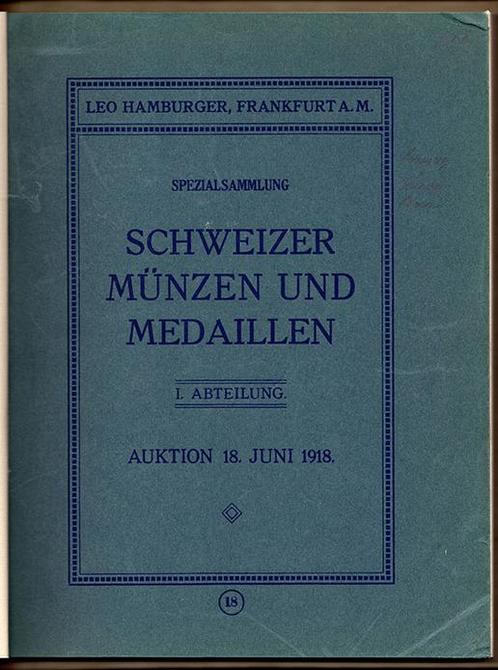 LEO HAMBURGER, FRANKFURT A. M.
SPEZIALSAMMLUNG
SCHWEIZER
MÜNZEN UND
MEDAILLEN
I. ABTEILUNG.
AUKTION 18. JUNI 1918.
18